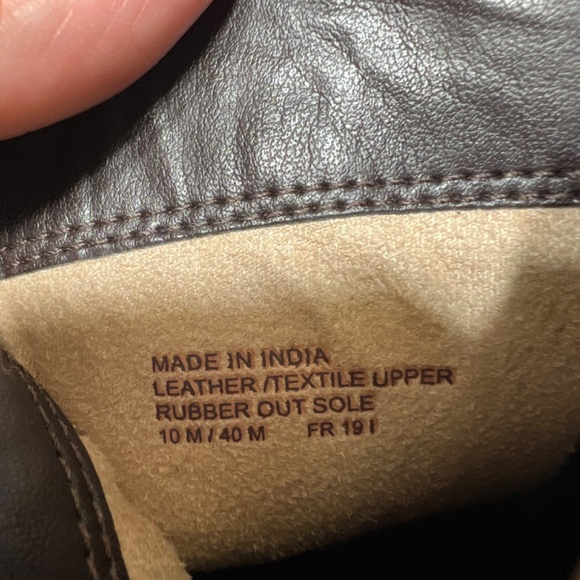 MADE IN INDIA
LEATHER /TEXTILE UPPER
RUBBER OUT SOLE
10 M / 40 M FR 19 I